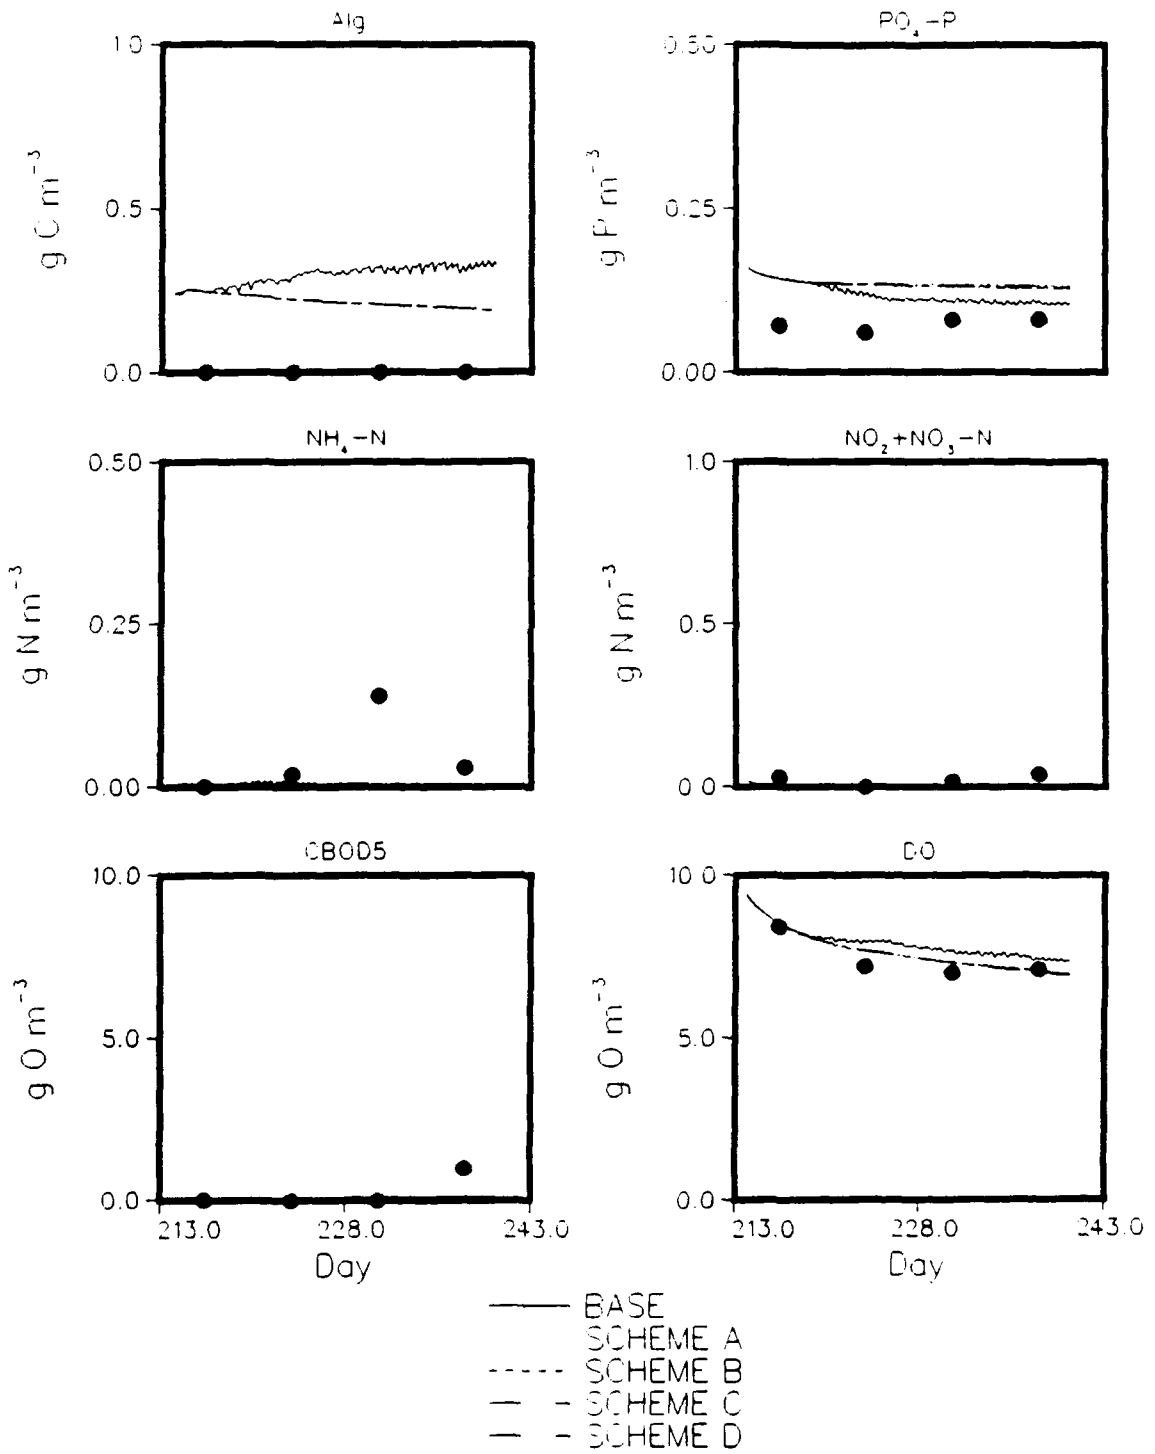 Alg
1.0
0.5
0.0
g C m⁻³
PO₄-P
0.50
0.25
0.00
g P m⁻³
NH₄-N
0.50
0.25
0.00
g N m⁻³
NO₂+NO₃-N
1.0
0.5
0.0
g N m⁻³
CBOD5
10.0
5.0
0.0
g O m⁻³
213.0
228.0
243.0
Day
DO
10.0
5.0
0.0
g O m⁻³
213.0
228.0
243.0
Day
BASE
SCHEME A
SCHEME B
SCHEME C
SCHEME D